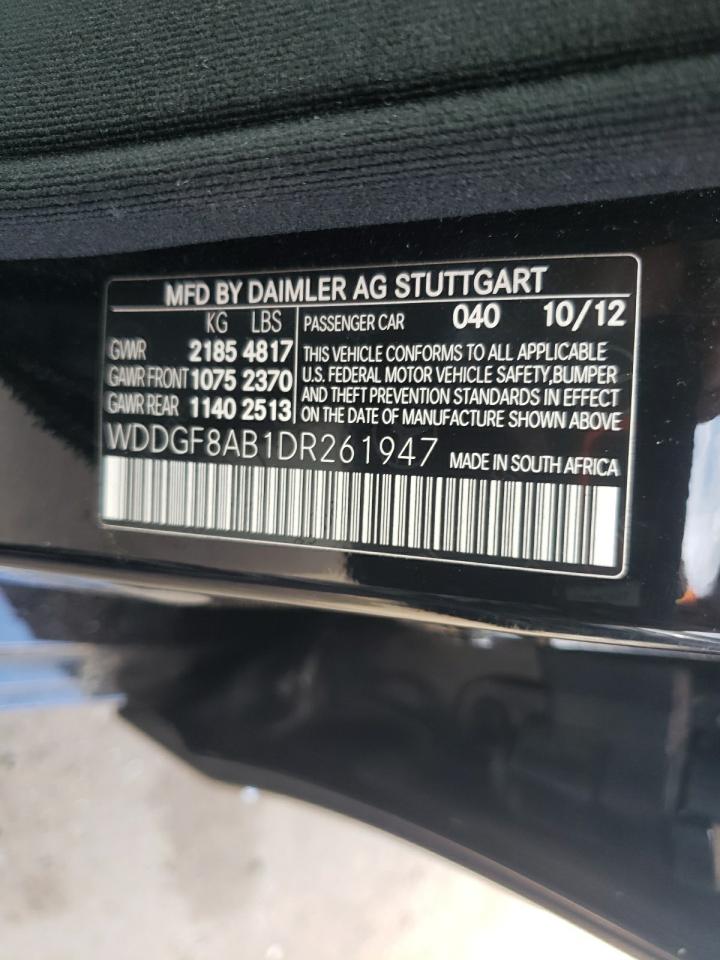 MFD BY DAIMLER AG STUTTGART
KG LBS
GVWR 2185 4817
GAWR FRONT 1075 2370
GAWR REAR 1140 2513
PASSENGER CAR 040 10/12
THIS VEHICLE CONFORMS TO ALL APPLICABLE
U.S. FEDERAL MOTOR VEHICLE SAFETY,BUMPER
AND THEFT PREVENTION STANDARDS IN EFFECT
ON THE DATE OF MANUFACTURE SHOWN ABOVE
WDDGF8AB1DR261947 MADE IN SOUTH AFRICA